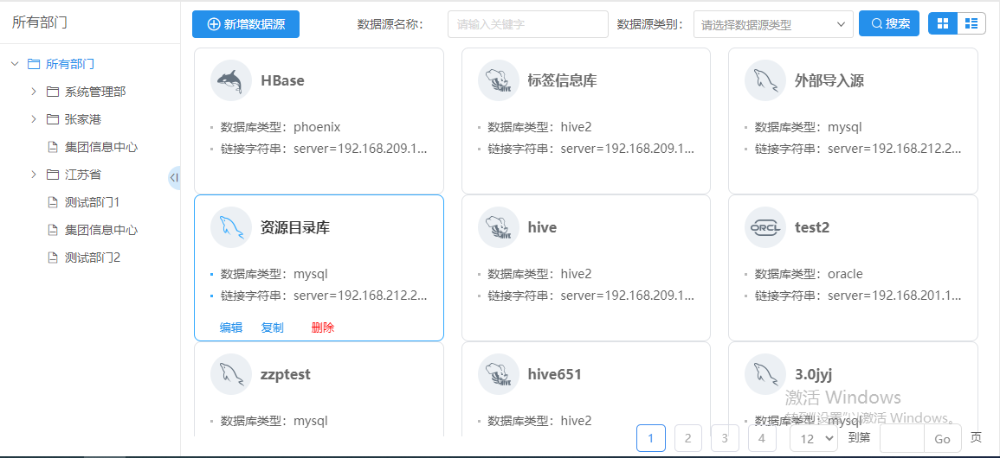 所有部门
所有部门
系统管理部
张家港
集团信息中心
江苏省
测试部门1
集团信息中心
测试部门2
新增数据源
数据源名称：
请输入关键字
数据源类别：
请选择数据源类型
搜索
HBase
数据库类型：phoenix
链接字符串：server=192.168.209.1...
标签信息库
数据库类型：hive2
链接字符串：server=192.168.209.1...
外部导入源
数据库类型：mysql
链接字符串：server=192.168.212.2...
资源目录库
数据库类型：mysql
链接字符串：server=192.168.212.2...
编辑 复制 删除
hive
数据库类型：hive2
链接字符串：server=192.168.209.1...
ORCL
test2
数据库类型：oracle
链接字符串：server=192.168.201.1...
zzptest
数据库类型：mysql
hive651
数据库类型：hive2
3.0jyj
数据库类型：mysql
激活 Windows
转到"设置"以激活 Windows。
1 2 3 4 12 到第 Go 页